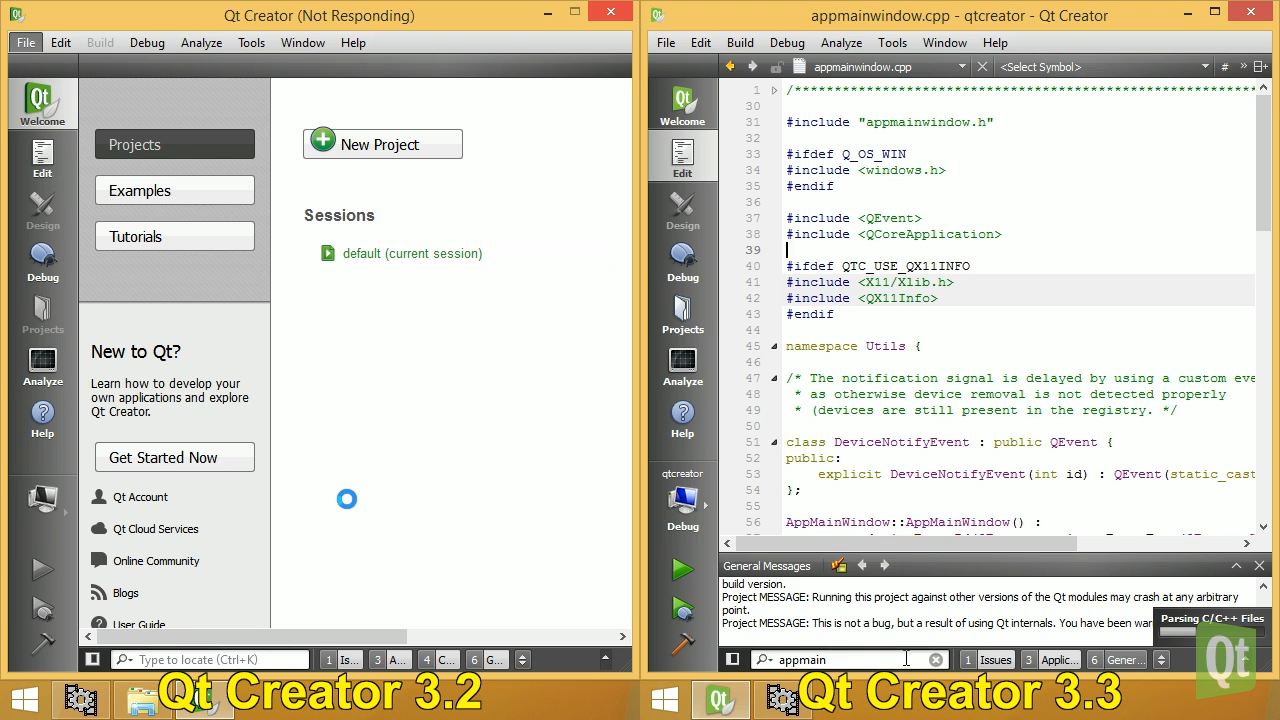 Qt Creator (Not Responding)
File Edit Build Debug Analyze Tools Window Help
Qt
Welcome
Edit
Design
Debug
Projects
Analyze
Help
Projects
Examples
Tutorials
New to Qt?
Learn how to develop your
own applications and explore
Qt Creator.
Get Started Now
Qt Account
Qt Cloud Services
Online Community
Blogs
User Guide
New Project
Sessions
default (current session)
Type to locate (Ctrl+K)
1 Is...
3 A...
4 C...
6 G...
Qt Creator 3.2
appmainwindow.cpp - qtcreator - Qt Creator
File Edit Build Debug Analyze Tools Window Help
appmainwindow.cpp
<Select Symbol>
#
Qt
Welcome
Edit
Design
Debug
Projects
Analyze
Help
qtcreator
Debug
1 /**********************************************************
30
31 #include "appmainwindow.h"
32
33 #ifdef Q_OS_WIN
34 #include <windows.h>
35 #endif
36
37 #include <QEvent>
38 #include <QCoreApplication>
39
40 #ifdef QTC_USE_QX11INFO
41 #include <X11/Xlib.h>
42 #include <QX11Info>
43 #endif
44
45 namespace Utils {
46
47 /* The notification signal is delayed by using a custom eve
48 * as otherwise device removal is not detected properly
49 * (devices are still present in the registry. */
50
51 class DeviceNotifyEvent : public QEvent {
52 public:
53 explicit DeviceNotifyEvent(int id) : QEvent(static_cast
54 };
55
56 AppMainWindow::AppMainWindow() :
General Messages
build version.
Project MESSAGE: Running this project against other versions of the Qt modules may crash at any arbitrary
point.
Project MESSAGE: This is not a bug, but a result of using Qt internals. You have been war
Parsing C/C++ Files
appmain
1 Issues
3 Applic...
6 Gener...
Qt
Qt Creator 3.3